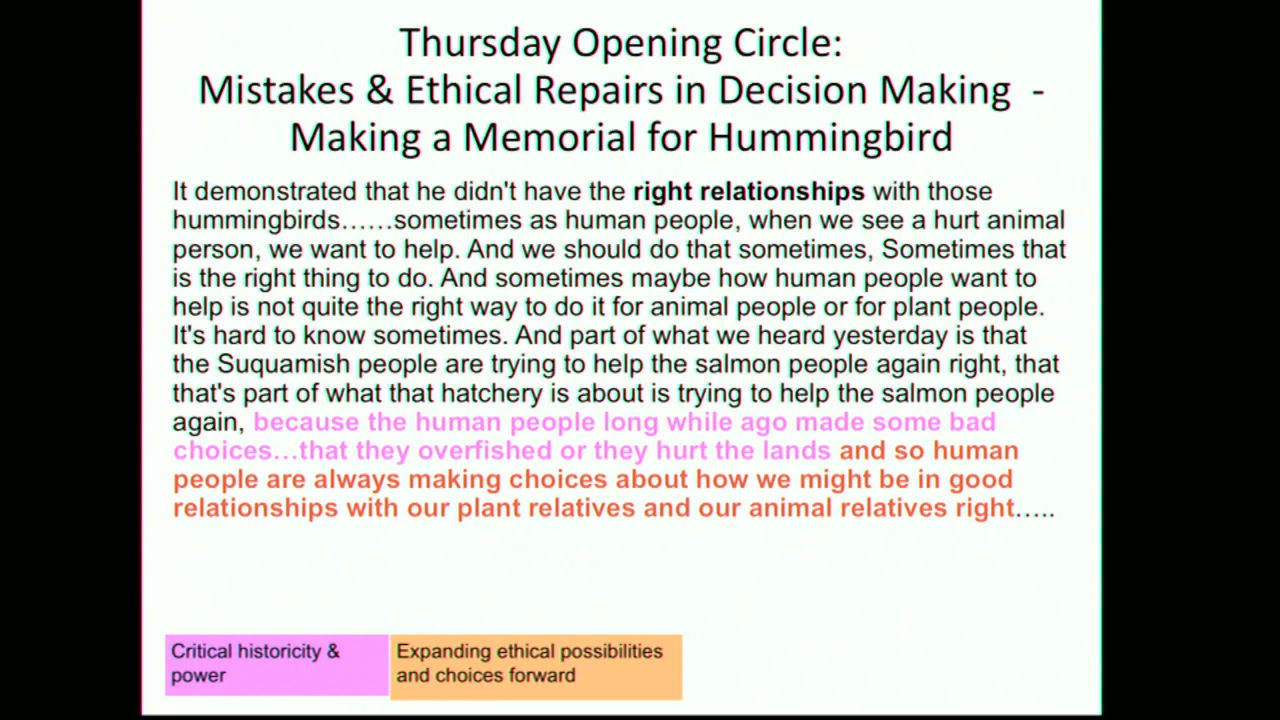 Thursday Opening Circle:
Mistakes & Ethical Repairs in Decision Making  -
Making a Memorial for Hummingbird
It demonstrated that he didn't have the right relationships with those
hummingbirds……sometimes as human people, when we see a hurt animal
person, we want to help. And we should do that sometimes, Sometimes that
is the right thing to do. And sometimes maybe how human people want to
help is not quite the right way to do it for animal people or for plant people.
It's hard to know sometimes. And part of what we heard yesterday is that
the Suquamish people are trying to help the salmon people again right, that
that's part of what that hatchery is about is trying to help the salmon people
again, because the human people long while ago made some bad
choices…that they overfished or they hurt the lands and so human
people are always making choices about how we might be in good
relationships with our plant relatives and our animal relatives right…..
Critical historicity &
power
Expanding ethical possibilities
and choices forward